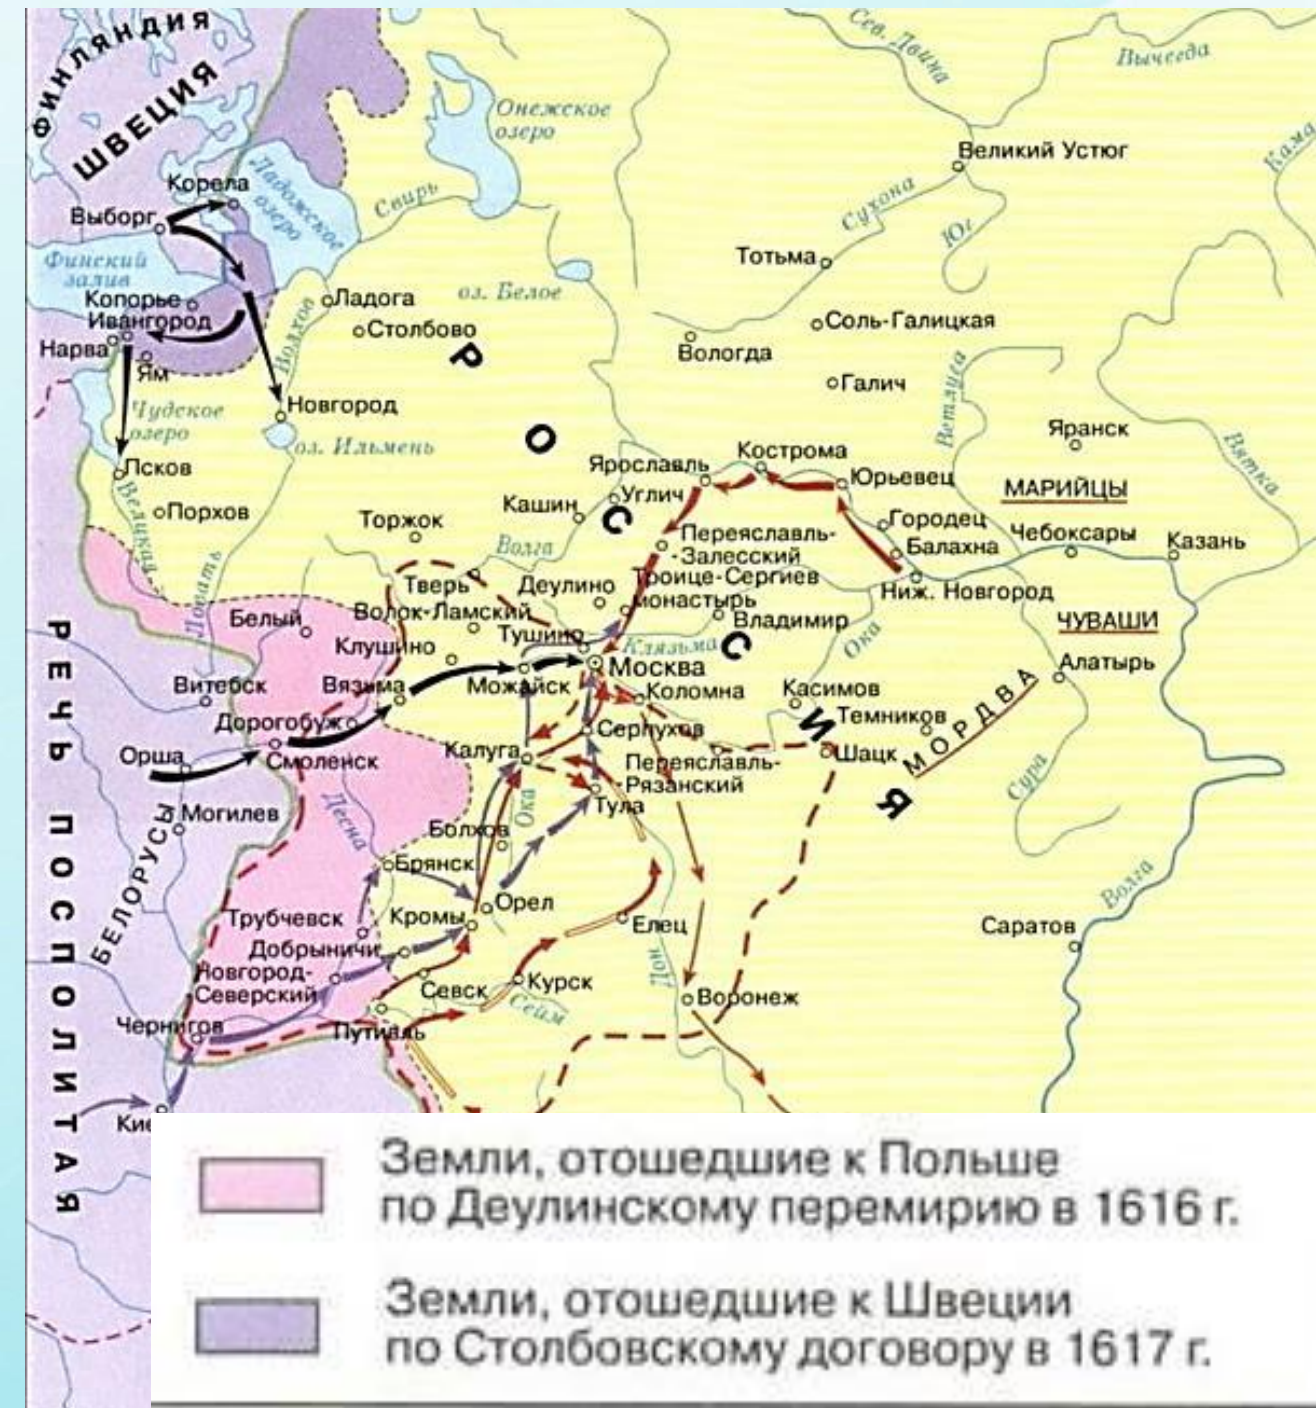 ФИНЛЯНДИЯ
ШВЕЦИЯ
Сев. Двина
Вычегда
Онежское
озеро
Кама
Великий Устюг
Корела
Ладожское
озеро
Свирь
Сухона
Юг
Выборг
Финский
залив
Тотьма
Копорье
Ивангород
Ладога
оз. Белое
Столбово
Соль-Галицкая
Волхов
Нарва
Ям
Вологда
Галич
Ветлуга
Чудское
озеро
Новгород
оз. Ильмень
Яранск
Вятка
Псков
Великая
Порхов
Торжок
Кашин
Углич
Ярославль
Кострома
Юрьевец
МАРИЙЦЫ
Городец
Чебоксары
Казань
Балахна
Волга
Переяславль-
-Залесский
Ловать
Тверь
Деулино
Троице-Сергиев
монастырь
Ниж. Новгород
Белый
Волок-Ламский
Владимир
ЧУВАШИ
Тушино
Клязьма
Ока
Клушино
Москва
Алатырь
Витебск
Вязьма
Можайск
Коломна
Касимов
Темников
МОРДВА
Дорогобуж
Серпухов
Орша
Смоленск
Калуга
Переяславль-
-Рязанский
Шацк
Сура
Могилев
Десна
Ока
Тула
Болхов
БЕЛОРУСЫ
Брянск
Волга
Орел
Трубчевск
Кромы
Елец
Саратов
Добрыничи
Дон
Новгород-
Северский
Севск
Курск
Сейм
Воронеж
Чернигов
Путивль
Кие
РОССИЯ
РЕЧЬ ПОСПОЛИТАЯ
Земли, отошедшие к Польше
по Деулинскому перемирию в 1616 г.
Земли, отошедшие к Швеции
по Столбовскому договору в 1617 г.